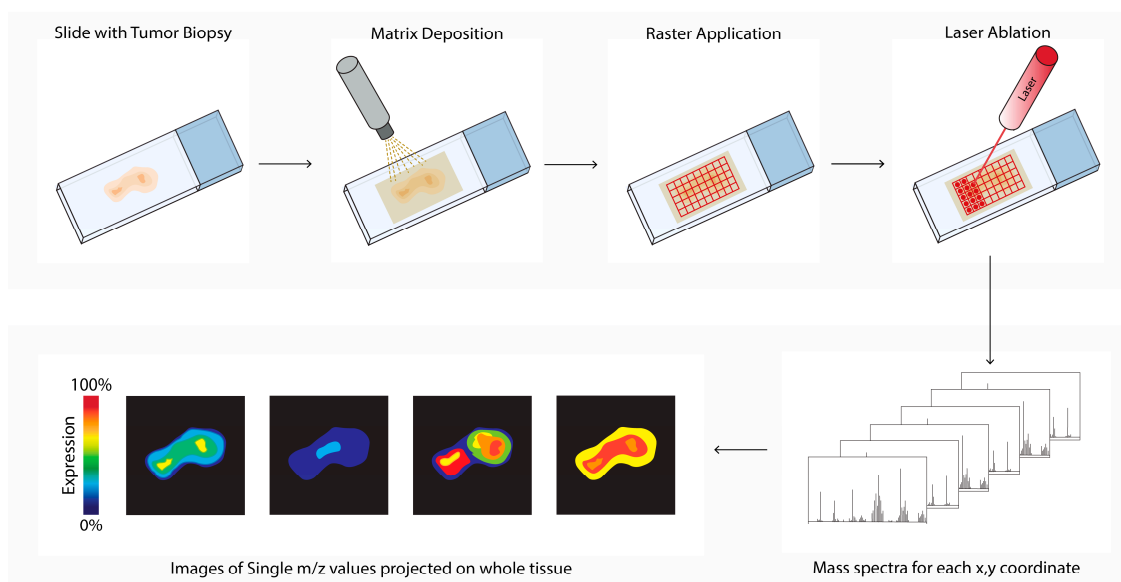 Slide with Tumor Biopsy
Matrix Deposition
Raster Application
Laser Ablation
Laser
100%
Expression
0%
Images of Single m/z values projected on whole tissue
Mass spectra for each x,y coordinate